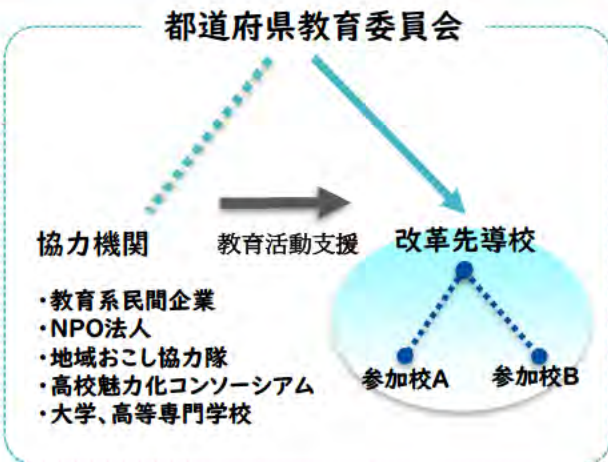 都道府県教育委員会
協力機関
教育活動支援
改革先導校
・教育系民間企業
・NPO法人
・地域おこし協力隊
・高校魅力化コンソーシアム
・大学、高等専門学校
参加校A
参加校B